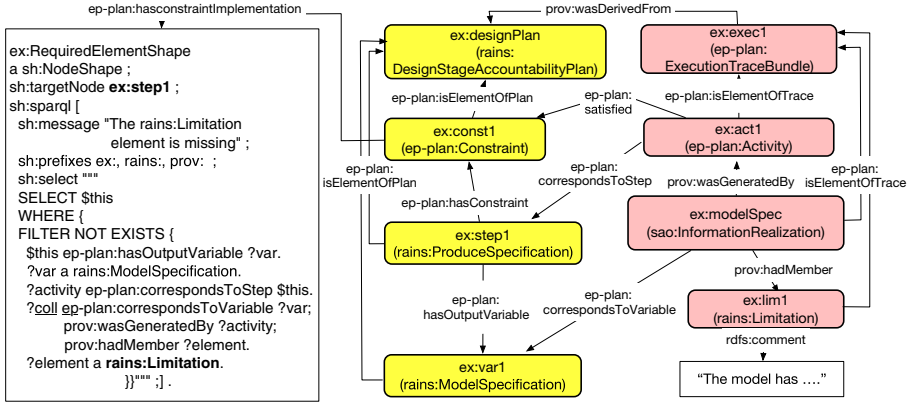 ep-plan:hasconstraintImplementation
prov:wasDerivedFrom
ex:RequiredElementShape
a sh:NodeShape ;
sh:targetNode ex:step1 ;
sh:sparql [
sh:message "The rains:Limitation
element is missing" ;
sh:prefixes ex:, rains:, prov: ;
sh:select """
SELECT $this
WHERE {
FILTER NOT EXISTS {
$this ep-plan:hasOutputVariable ?var.
?var a rains:ModelSpecification.
?activity ep-plan:correspondsToStep $this.
?coll ep-plan:correspondsToVariable ?var;
prov:wasGeneratedBy ?activity;
prov:hadMember ?element.
?element a rains:Limitation.
}}""" ;] .
ex:designPlan
(rains:
DesignStageAccountabilityPlan)
ex:exec1
(ep-plan:
ExecutionTraceBundle)
ep-plan:isElementOfPlan
ep-plan:
satisfied
ep-plan:isElementOfTrace
ex:const1
(ep-plan:Constraint)
ex:act1
(ep-plan:Activity)
ep-plan:
isElementOfPlan
ep-plan:
correspondsToStep
prov:wasGeneratedBy
ep-plan:
isElementOfTrace
ep-plan:hasConstraint
ex:step1
(rains:ProduceSpecification)
ex:modelSpec
(sao:InformationRealization)
prov:hadMember
ep-plan:
hasOutputVariable
ep-plan:
correspondsToVariable
ex:lim1
(rains:Limitation)
rdfs:comment
ex:var1
(rains:ModelSpecification)
“The model has ....”